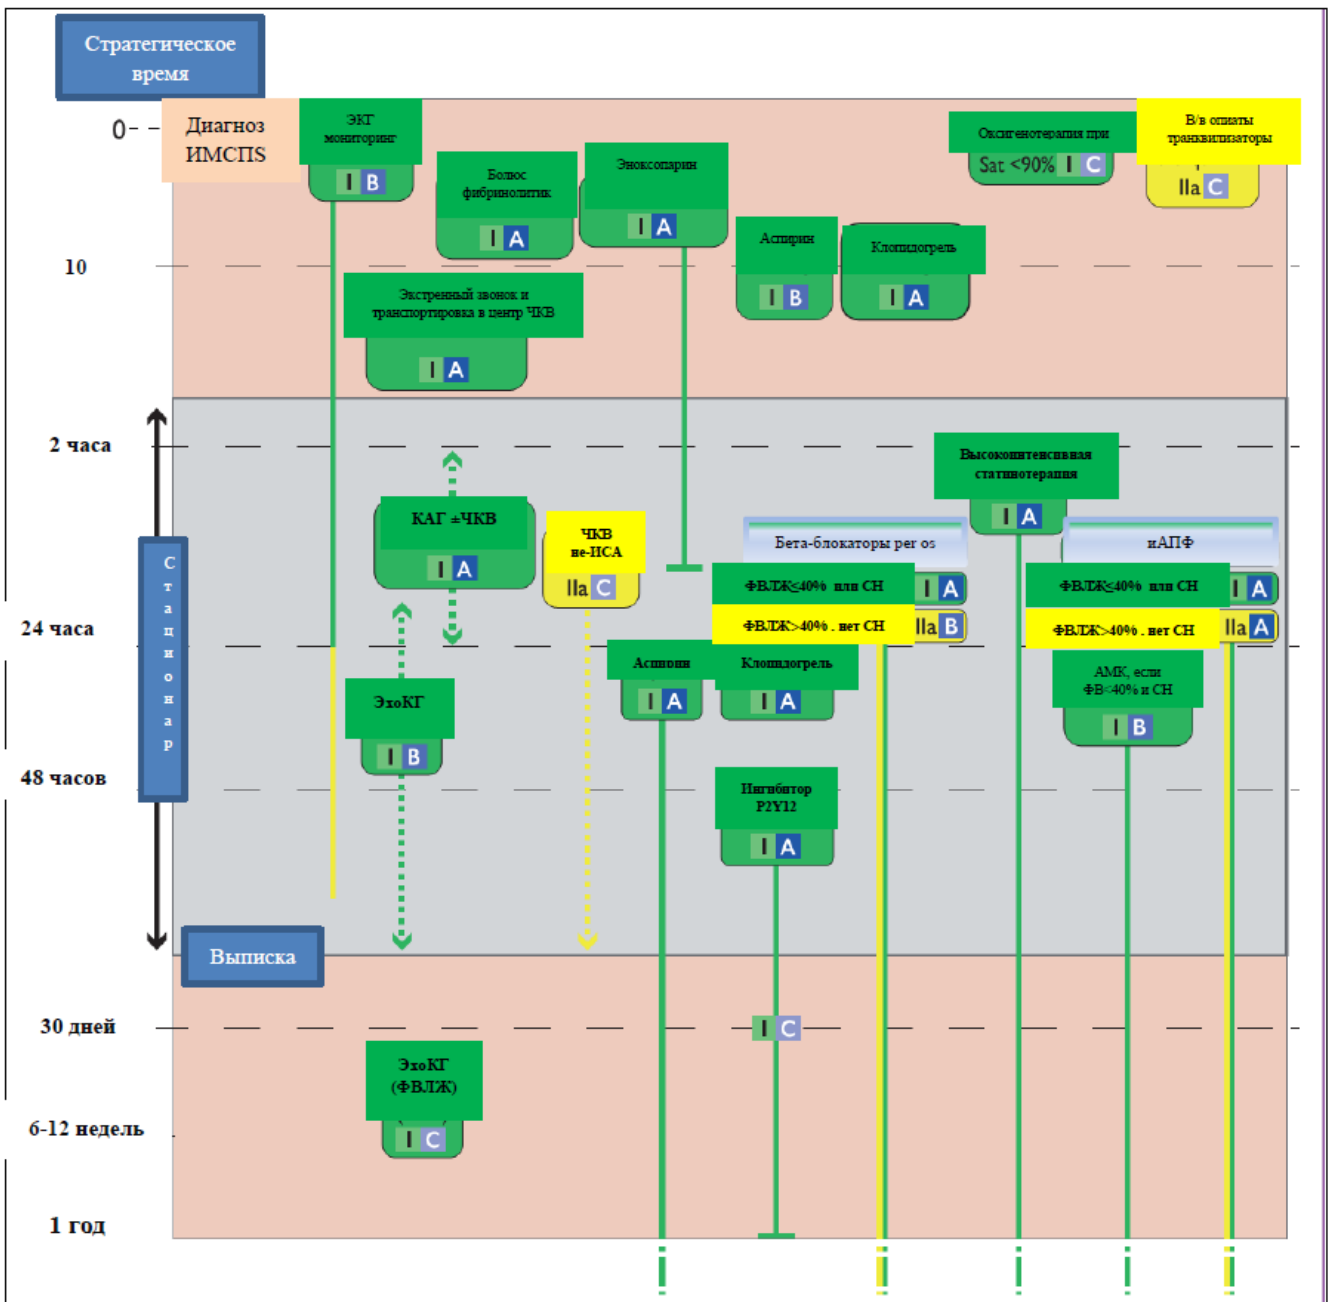 Стратегическое
время
0
Диагноз
ИМСПS
ЭКГ
мониторинг
I B
Болюс
фибринолитик
I A
Эноксопарин
I A
Оксигенотерапия при
Sat <90% I C
В/в опиаты
транквилизаторы
IIa C
Аспирин
I B
Клопидогрель
I A
10
Экстренный звонок и
транспортировка в центр ЧКВ
I A
2 часа
Высокоинтенсивная
статинотерапия
I A
КАГ ±ЧКВ
I A
ЧКВ
не-ИСА
IIa C
Бета-блокаторы per os
ФВЛЖ≤40% или СН
I A
ФВЛЖ>40% . нет СН
IIa B
иАПФ
ФВЛЖ≤40% или СН
I A
ФВЛЖ>40% . нет СН
IIa A
Стационар
24 часа
ЭхоКГ
I B
Аспирин
I A
Клопидогрель
I A
АМК, если
ФВ<40% и СН
I B
48 часов
Ингибитор
P2Y12
I A
Выписка
30 дней
I C
ЭхоКГ
(ФВЛЖ)
I C
6-12 недель
1 год